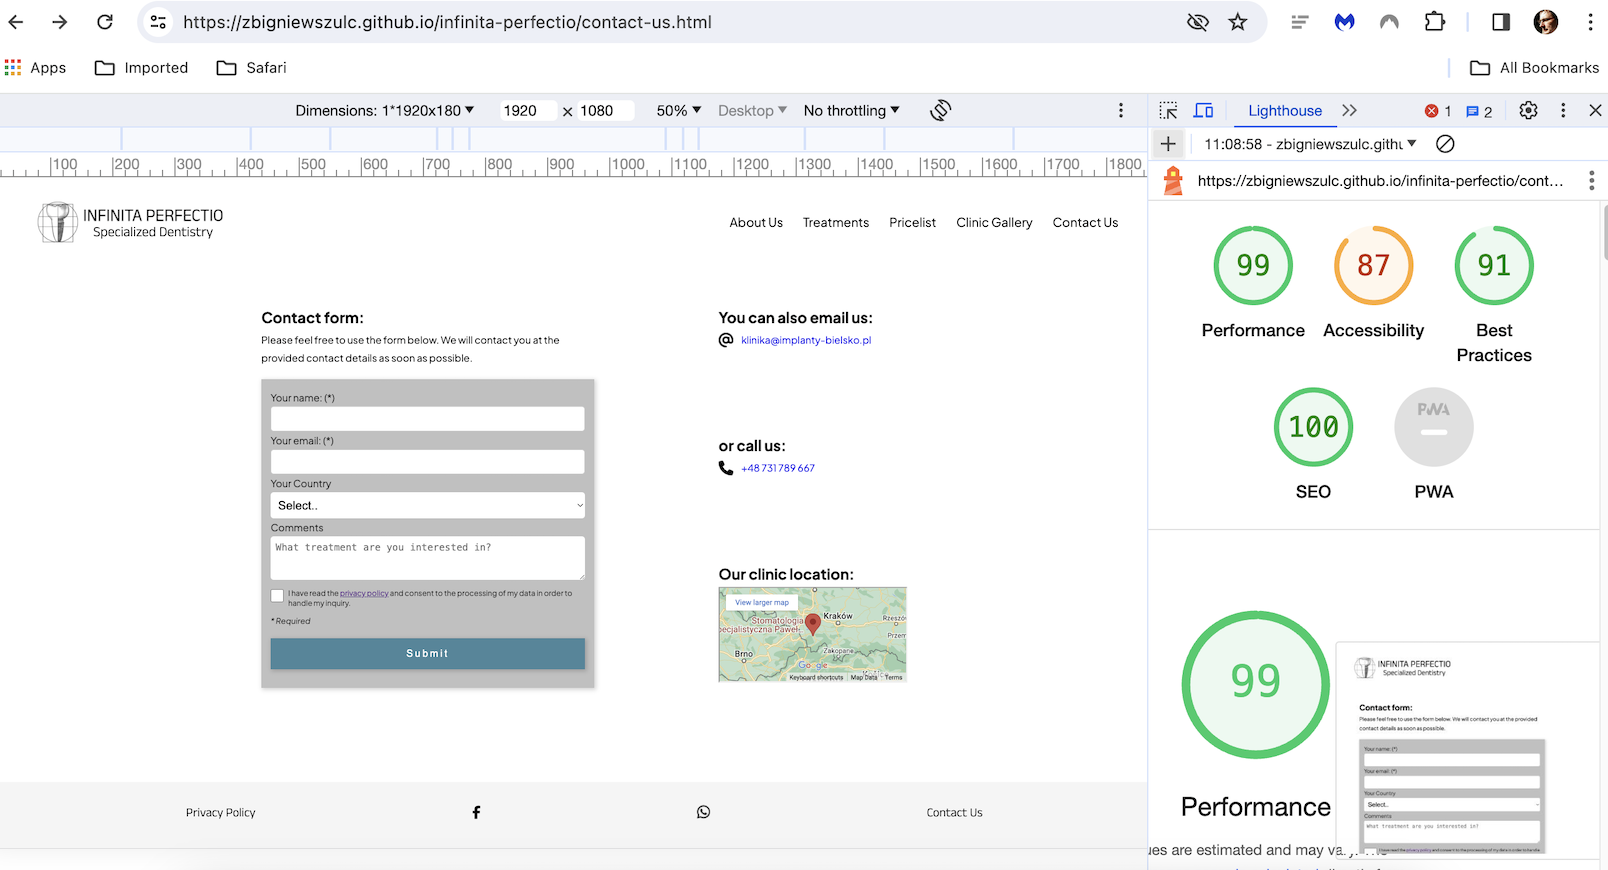 https://zbigniewszulc.github.io/infinita-perfectio/contact-us.html
Apps
Imported
Safari
All Bookmarks
Dimensions: 1*1920x180
1920
×
1080
50%
Desktop
No throttling
Lighthouse
1
2
11:08:58 - zbigniewszulc.githu
100
200
300
400
500
600
700
800
900
1000
1100
1200
1300
1400
1500
1600
1700
1800
https://zbigniewszulc.github.io/infinita-perfectio/cont…
INFINITA PERFECTIO
Specialized Dentistry
About Us
Treatments
Pricelist
Clinic Gallery
Contact Us
99
87
91
Performance
Accessibility
Best
Practices
100
PWA
SEO
PWA
Contact form:
Please feel free to use the form below. We will contact you at the
provided contact details as soon as possible.
Your name: (*)
Your email: (*)
Your Country
Select..
Comments
What treatment are you interested in?
I have read the privacy policy and consent to the processing of my data in order to
handle my inquiry.
* Required
Submit
You can also email us:
klinika@implanty-bielsko.pl
or call us:
+48 731 789 667
Our clinic location:
View larger map
Stomatologia
pecjalistyczna Paweł
Kraków
Rzeszó
Przem
Brno
Zakopane
Google
Keyboard shortcuts
Map Data
Terms
Privacy Policy
Contact Us
99
Performance
ues are estimated and may vary. The
INFINITA PERFECTIO
Specialized Dentistry
Contact form:
Please feel free to use the form below. We will contact you at the provided
contact details as soon as possible.
Your name: (*)
Your email: (*)
Your Country
Select..
Comments
What treatment are you interested in?
I have read the privacy policy and consent to the processing of my data in order to handle